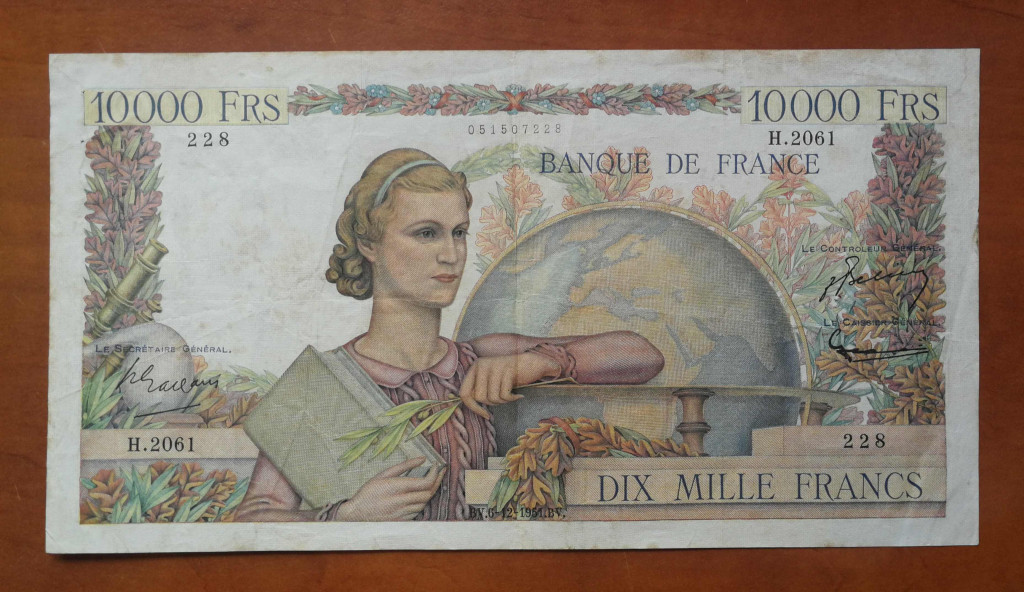 10000 FRS
228
051507228
10000 FRS
H.2061
BANQUE DE FRANCE
LE CONTROLEUR GÉNÉRAL.
LE CAISSIER GÉNÉRAL.
LE SECRÉTAIRE GÉNÉRAL.
H.2061
228
DIX MILLE FRANCS
BV.6-12-1951.BV.